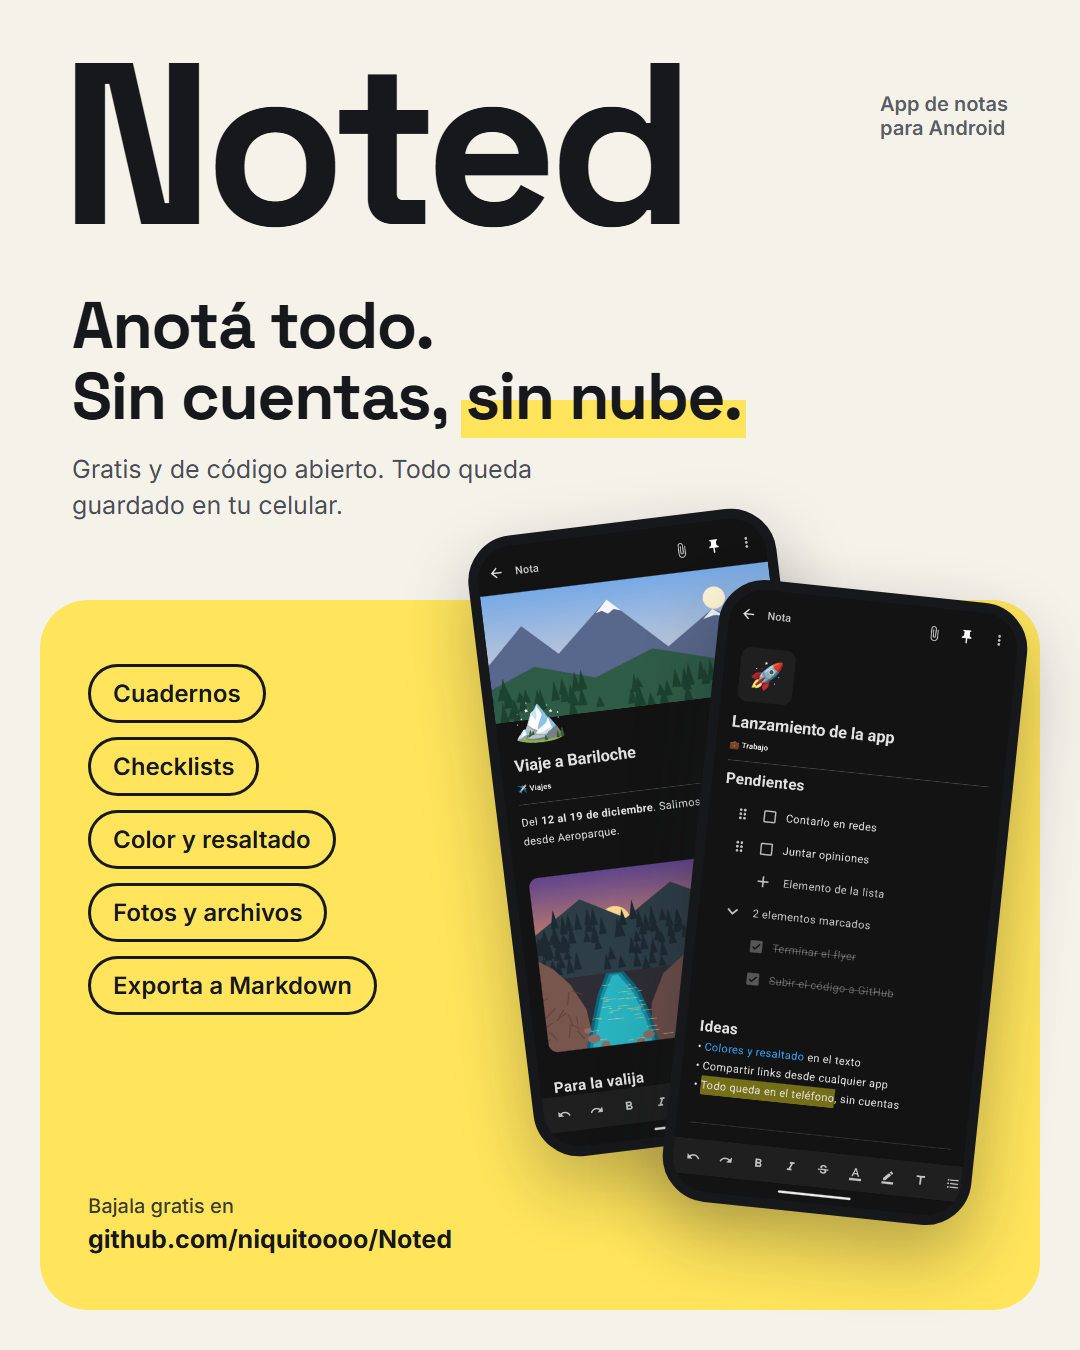 Noted
App de notas
para Android
Anotá todo.
Sin cuentas, sin nube.
Gratis y de código abierto. Todo queda
guardado en tu celular.
Cuadernos
Checklists
Color y resaltado
Fotos y archivos
Exporta a Markdown
Bajala gratis en
github.com/niquitoooo/Noted
Nota
Viaje a Bariloche
Viajes
Del 12 al 19 de diciembre. Salimos
desde Aeroparque.
Para la valija
B I
Nota
Lanzamiento de la app
Trabajo
Pendientes
Contarlo en redes
Juntar opiniones
Elemento de la lista
2 elementos marcados
Terminar el flyer
Subir el código a GitHub
Ideas
• Colores y resaltado en el texto
• Compartir links desde cualquier app
• Todo queda en el teléfono, sin cuentas
B I S A T